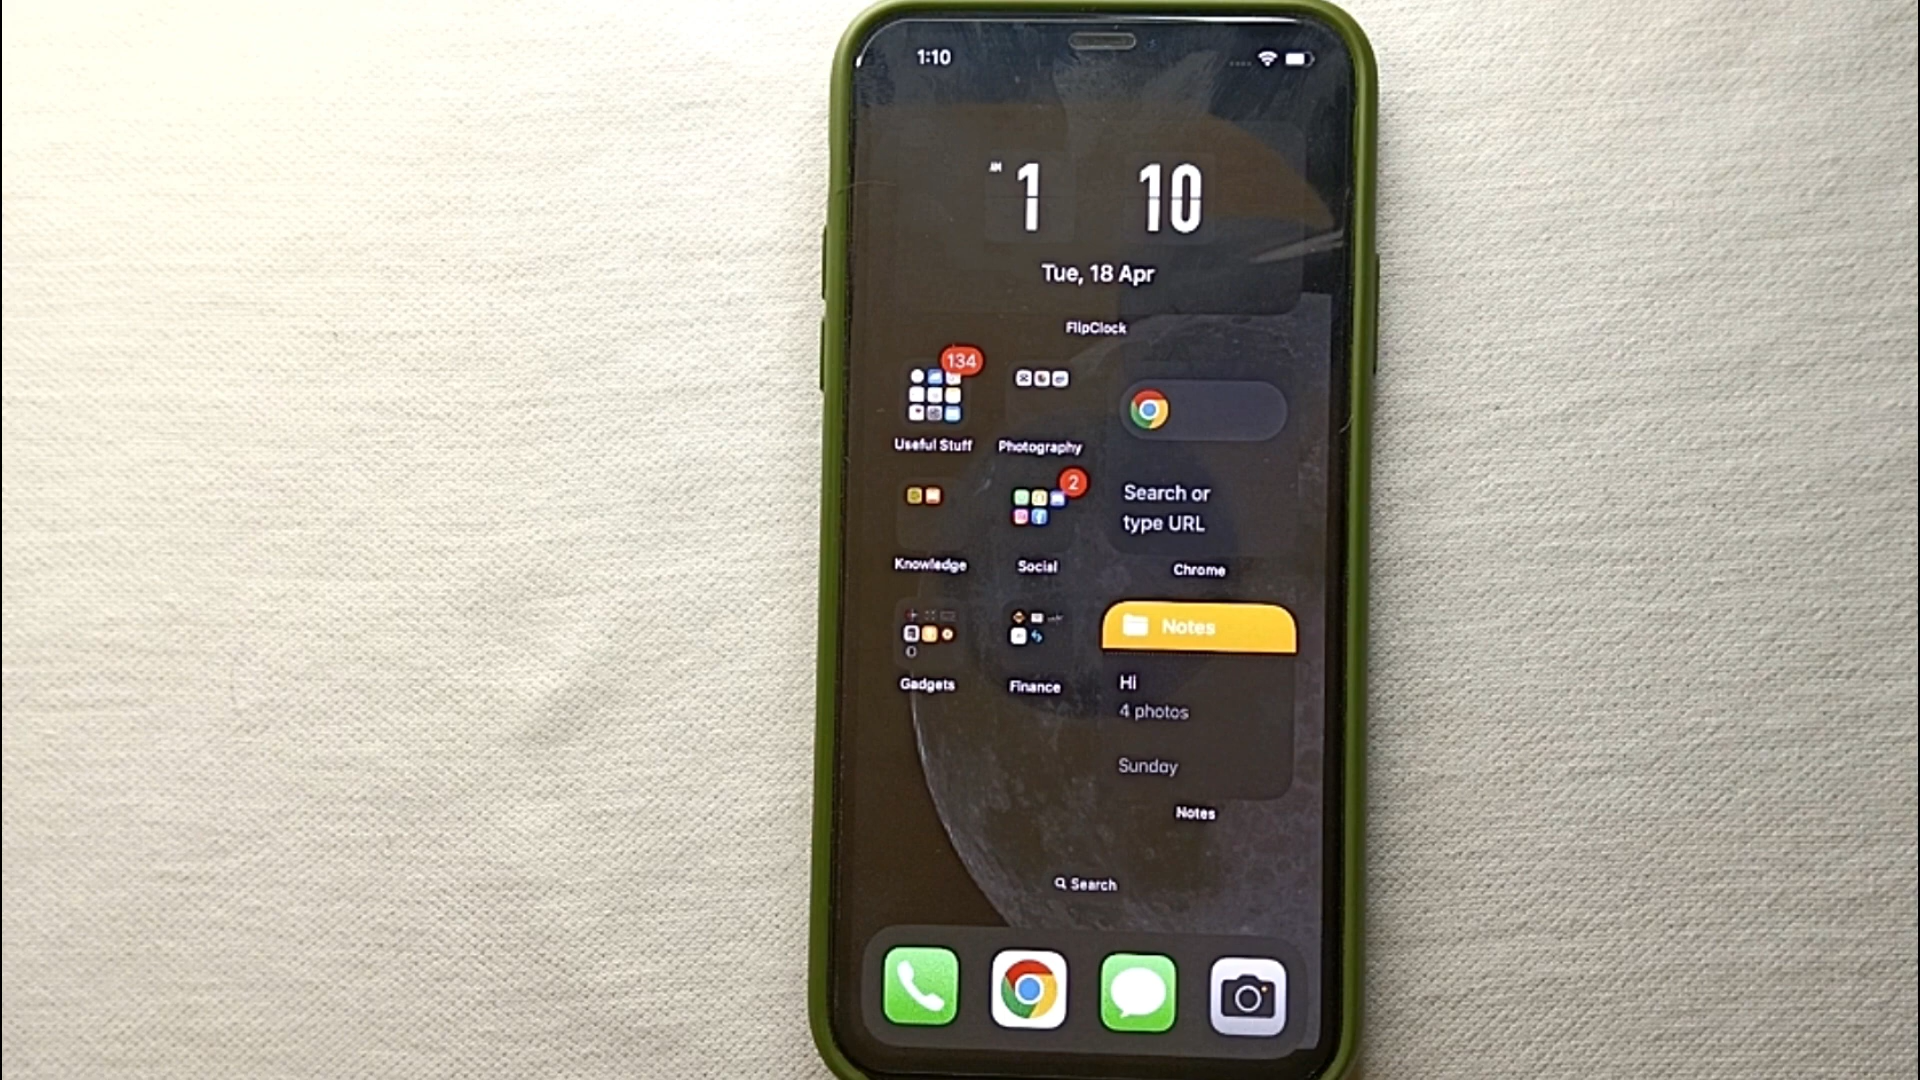 1:10
AM
1 10
Tue, 18 Apr
FlipClock
134
Useful Stuff
Photography
2
Search or
type URL
Knowledge
Social
Chrome
Notes
Hi
4 photos
Gadgets
Finance
Sunday
Notes
Search